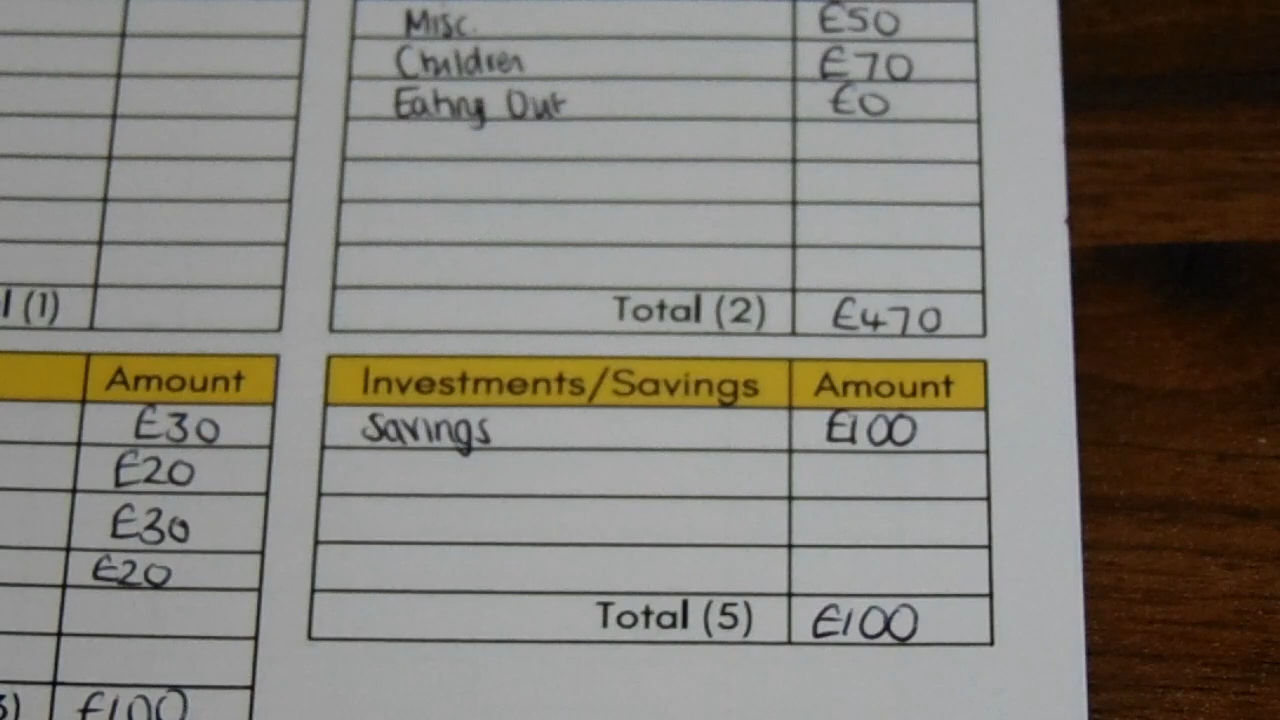 Misc. £50
Children £70
Eating Out £0
Total (2) £470
l (1)
Amount
£30
£20
£30
£20
3) £100
Investments/Savings Amount
Savings £100
Total (5) £100